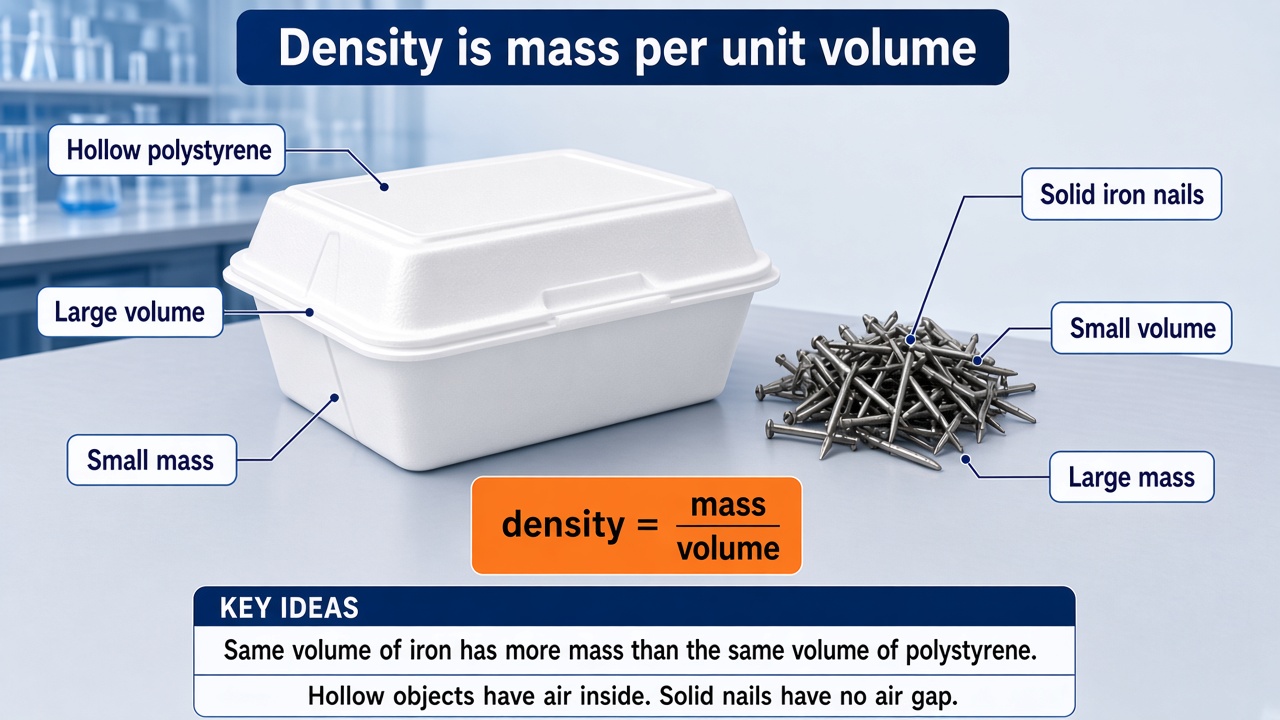 Density is mass per unit volume
Hollow polystyrene
Large volume
Small mass
Solid iron nails
Small volume
Large mass
density = mass
volume
KEY IDEAS
Same volume of iron has more mass than the same volume of polystyrene.
Hollow objects have air inside. Solid nails have no air gap.